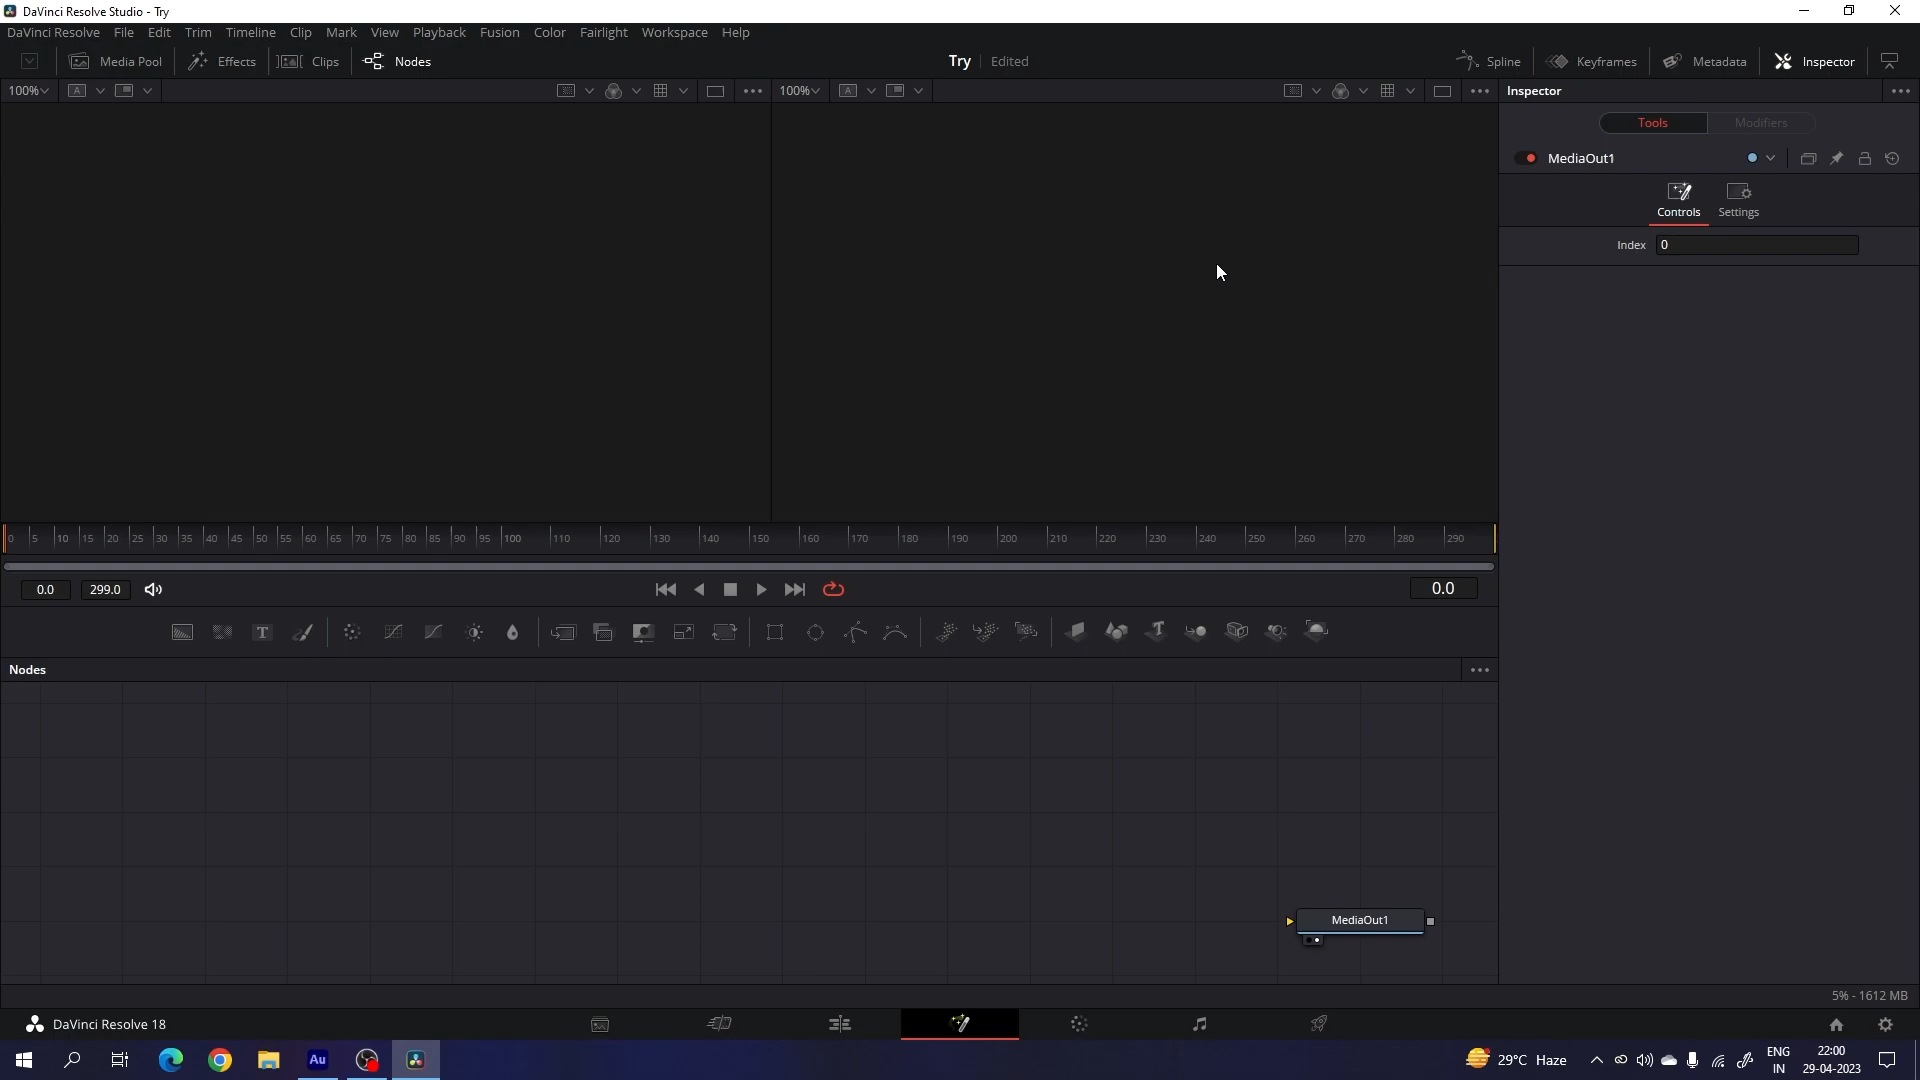 DaVinci Resolve Studio - Try
DaVinci Resolve File Edit Trim Timeline Clip Mark View Playback Fusion Color Fairlight Workspace Help
Media Pool Effects Clips Nodes Try Edited Spline Keyframes Metadata Inspector
100% A 100% A Inspector
Tools Modifiers
MediaOut1
Controls Settings
Index 0
0 5 10 15 20 25 30 35 40 45 50 55 60 65 70 75 80 85 90 95 100 110 120 130 140 150 160 170 180 190 200 210 220 230 240 250 260 270 280 290
0.0 299.0 0.0
T T
Nodes
MediaOut1
5% - 1612 MB
DaVinci Resolve 18
Au 29°C Haze ENG 22:00
IN 29-04-2023